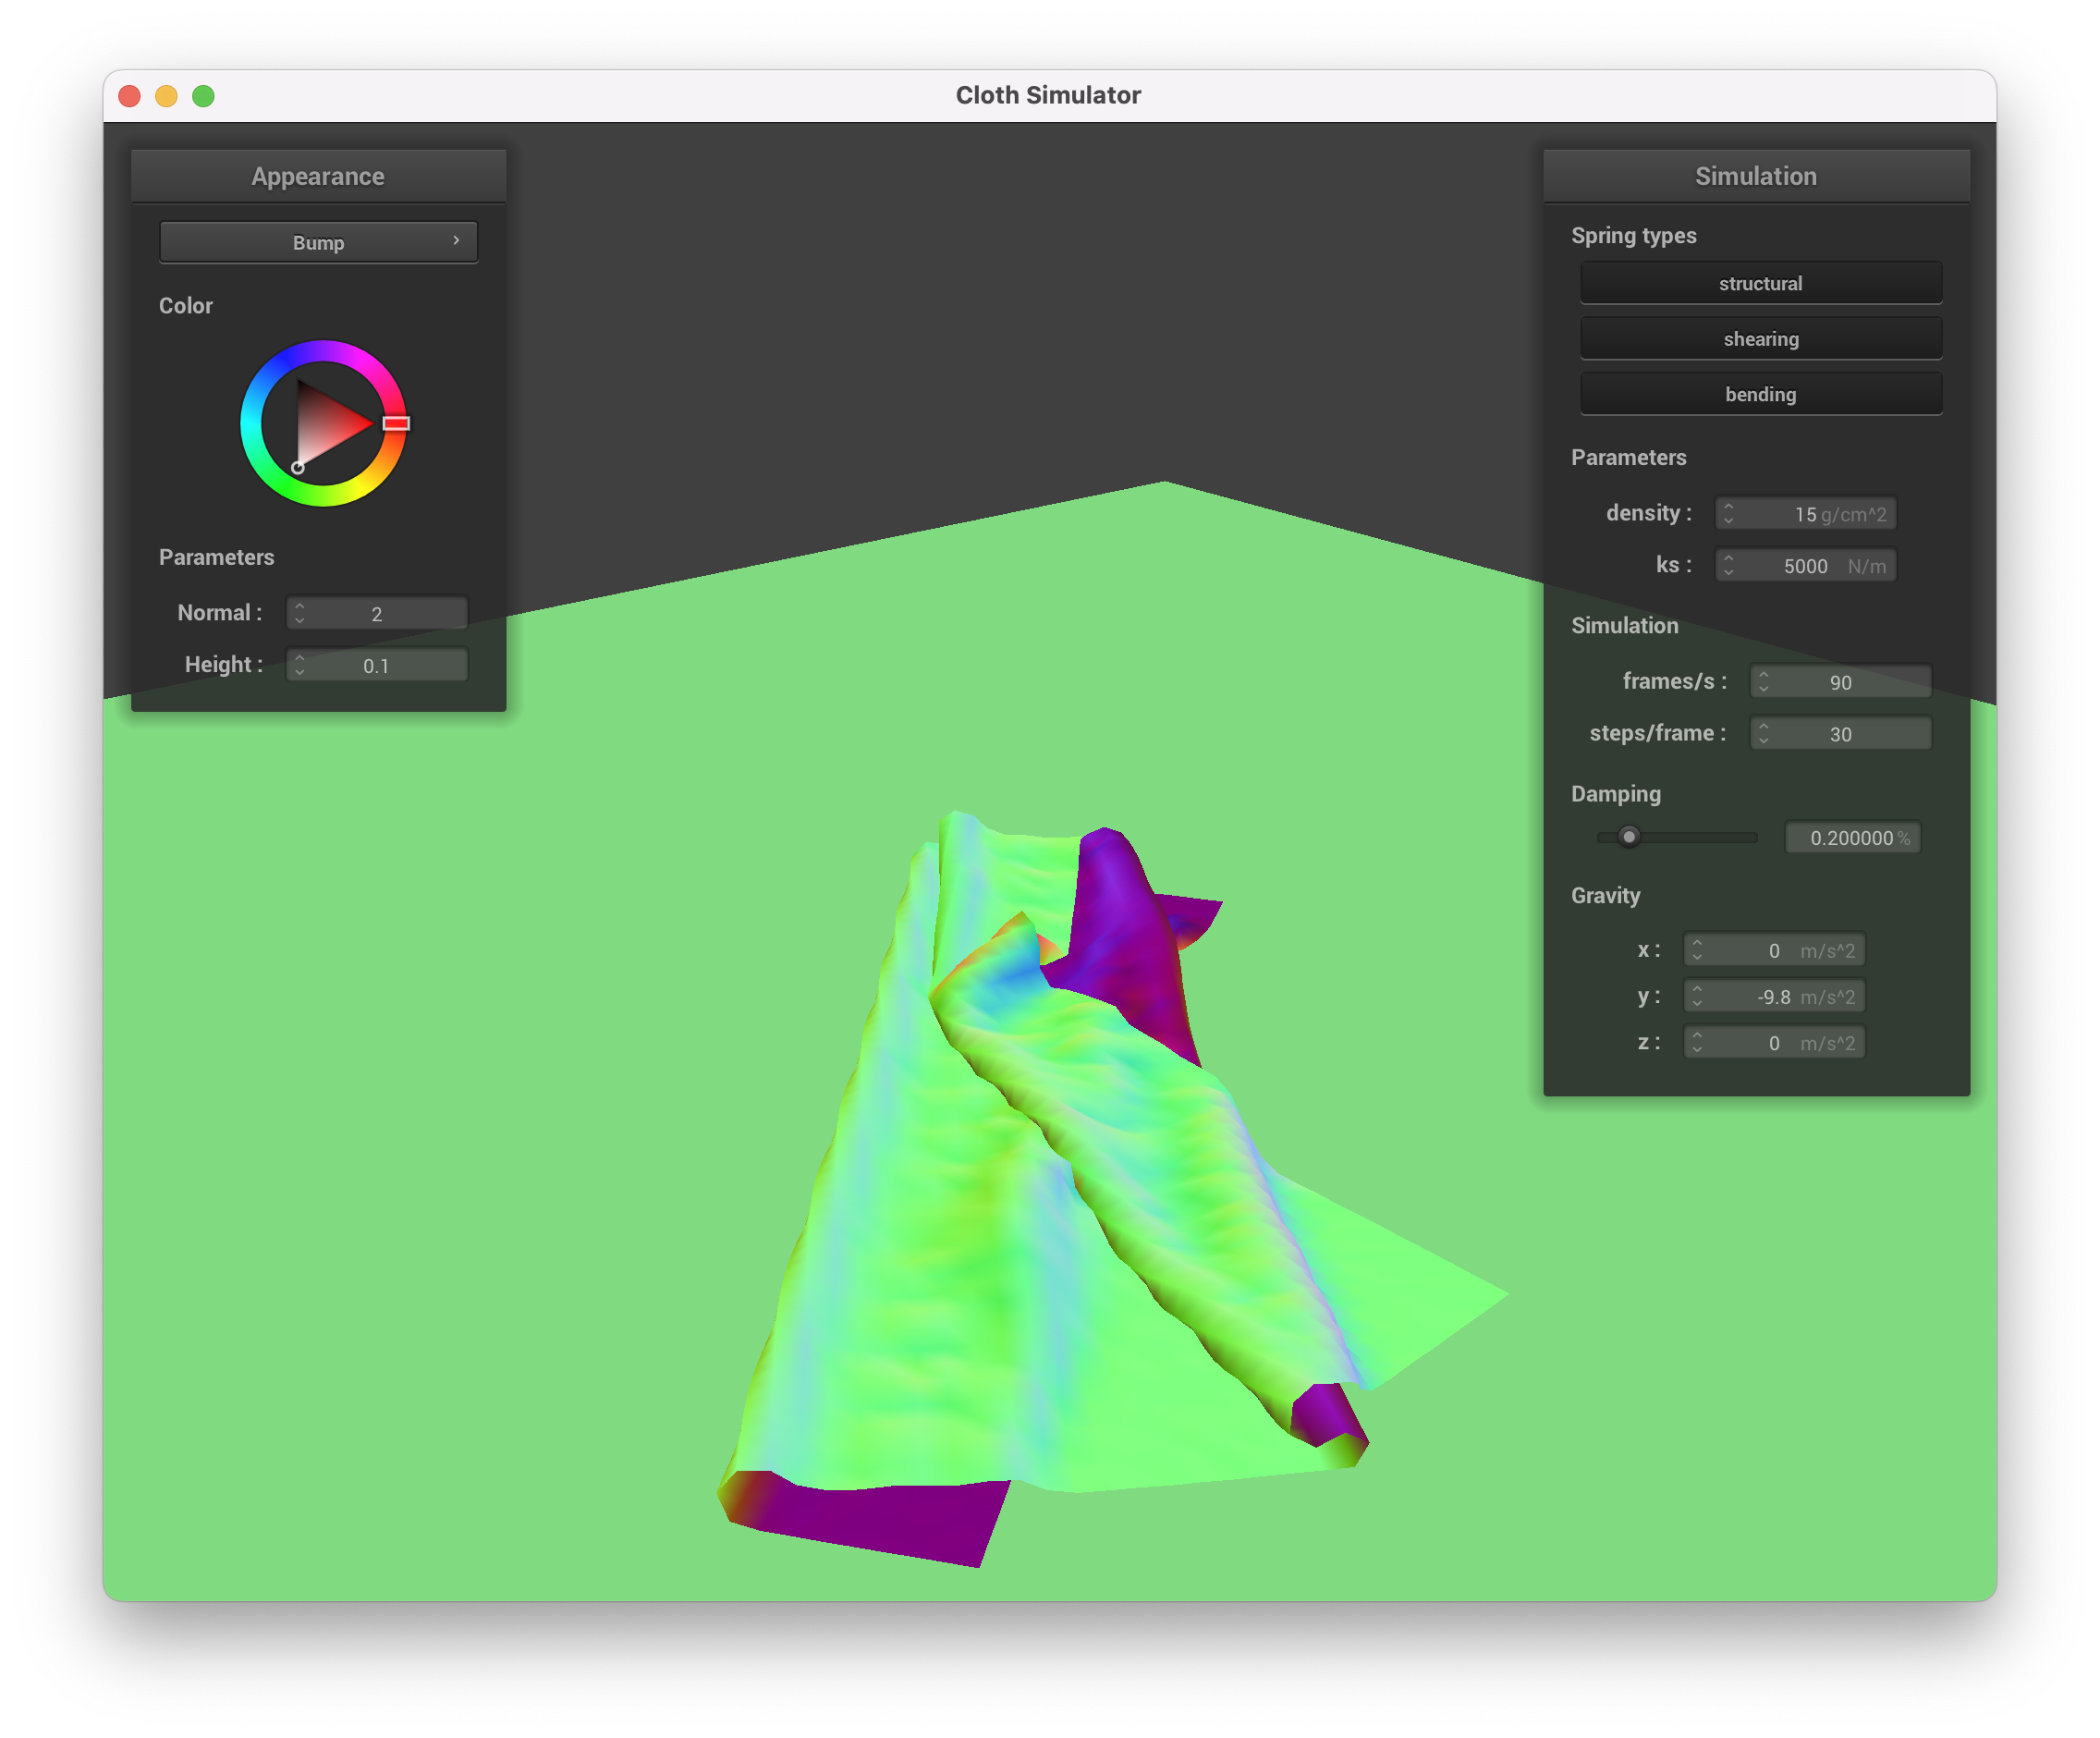 Cloth Simulator
Appearance
Bump
Color
Parameters
Normal : 2
Height : 0.1
Simulation
Spring types
structural
shearing
bending
Parameters
density : 15 g/cm^2
ks : 5000 N/m
Simulation
frames/s : 90
steps/frame : 30
Damping
0.200000 %
Gravity
x : 0 m/s^2
y : -9.8 m/s^2
z : 0 m/s^2